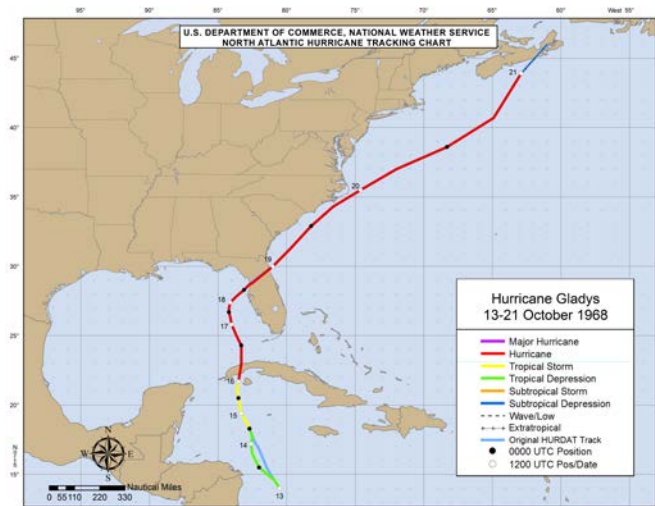 U.S. DEPARTMENT OF COMMERCE, NATIONAL WEATHER SERVICE
NORTH ATLANTIC HURRICANE TRACKING CHART
95° 90° 85° 80° 75° 70° 65° 60° West 55°
45°
40°
35°
30°
25°
20°
15°
21
20
19
18
17
16
15
14
13
Hurricane Gladys
13-21 October 1968
Major Hurricane
Hurricane
Tropical Storm
Tropical Depression
Subtropical Storm
Subtropical Depression
Wave/Low
Extratropical
Original HURDAT Track
0000 UTC Position
1200 UTC Pos/Date
N
W E
S
Nautical Miles
0 55 110 220 330